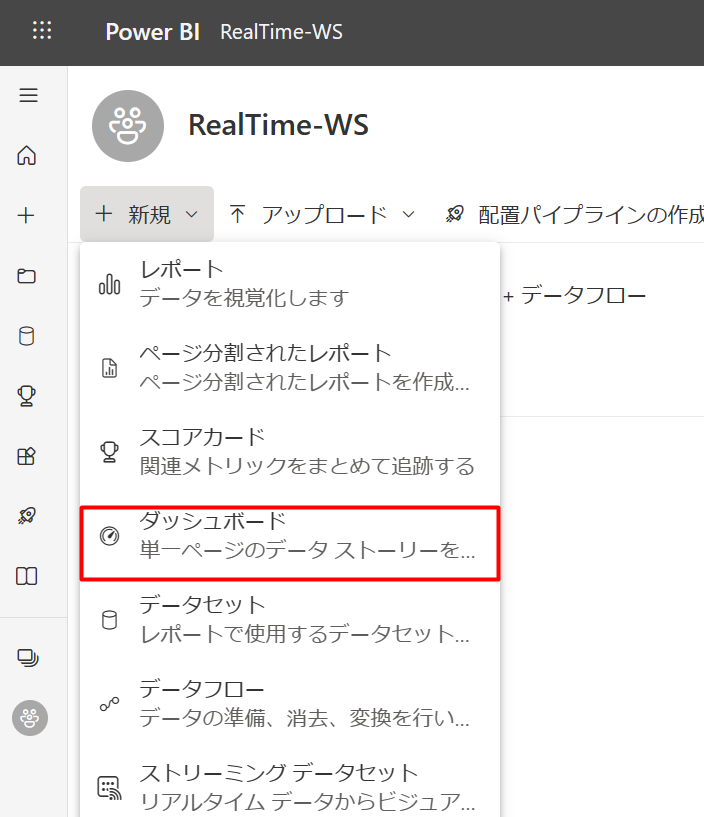 Power BI RealTime-WS
RealTime-WS
新規 アップロード 配置パイプラインの作成
レポート
データを視覚化します
+ データフロー
ページ分割されたレポート
ページ分割されたレポートを作成...
スコアカード
関連メトリックをまとめて追跡する
ダッシュボード
単一ページのデータ ストーリーを...
データセット
レポートで使用するデータセット...
データフロー
データの準備、消去、変換を行い...
ストリーミング データセット
リアルタイム データからビジュア...